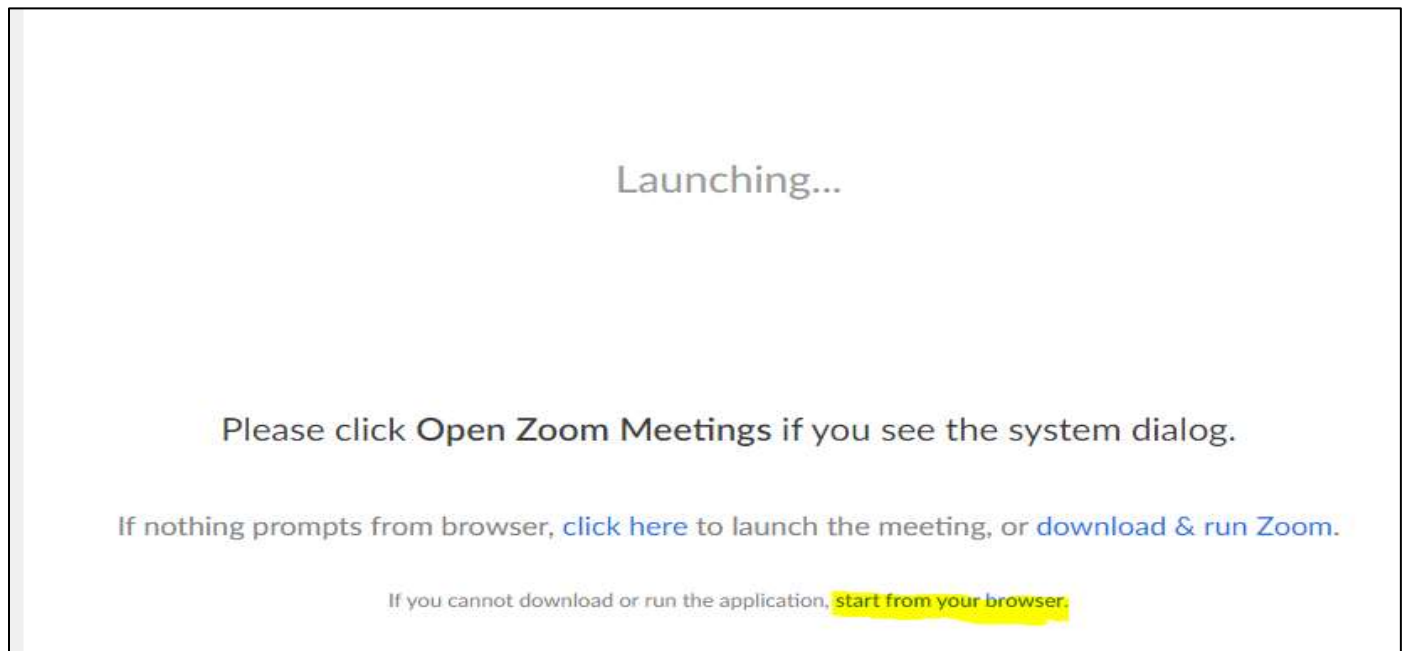 Launching...
Please click Open Zoom Meetings if you see the system dialog.
If nothing prompts from browser, click here to launch the meeting, or download & run Zoom.
If you cannot download or run the application, start from your browser.